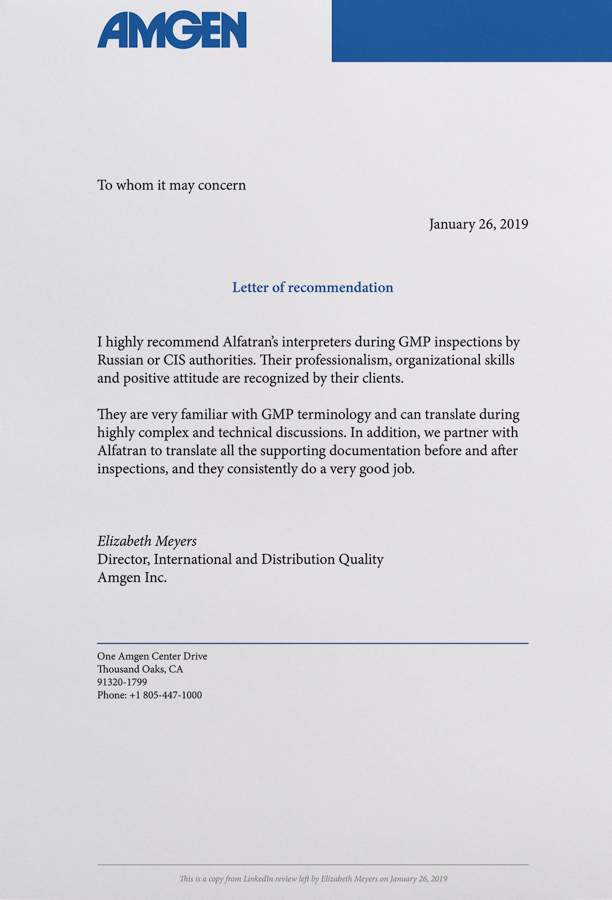 AMGEN
To whom it may concern
January 26, 2019
Letter of recommendation
I highly recommend Alfatran's interpreters during GMP inspections by
Russian or CIS authorities. Their professionalism, organizational skills
and positive attitude are recognized by their clients.
They are very familiar with GMP terminology and can translate during
highly complex and technical discussions. In addition, we partner with
Alfatran to translate all the supporting documentation before and after
inspections, and they consistently do a very good job.
Elizabeth Meyers
Director, International and Distribution Quality
Amgen Inc.
One Amgen Center Drive
Thousand Oaks, CA
91320-1799
Phone: +1 805-447-1000
This is a copy from LinkedIn review left by Elizabeth Meyers on January 26, 2019